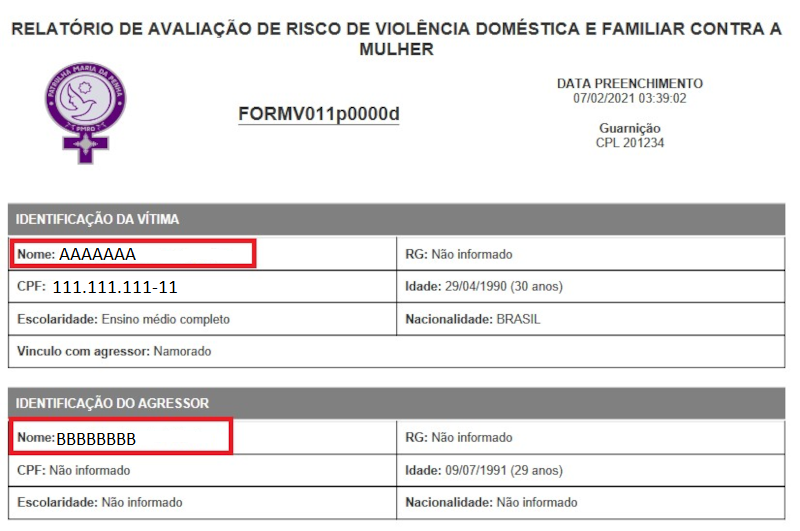 RELATÓRIO DE AVALIAÇÃO DE RISCO DE VIOLÊNCIA DOMÉSTICA E FAMILIAR CONTRA A
MULHER
PATRULHA MARIA DA PENHA
PMRO
FORMV011p0000d
DATA PREENCHIMENTO
07/02/2021 03:39:02
Guarnição
CPL 201234
IDENTIFICAÇÃO DA VÍTIMA
Nome: AAAAAAA
RG: Não informado
CPF: 111.111.111-11
Idade: 29/04/1990 (30 anos)
Escolaridade: Ensino médio completo
Nacionalidade: BRASIL
Vinculo com agressor: Namorado
IDENTIFICAÇÃO DO AGRESSOR
Nome:BBBBBBBB
RG: Não informado
CPF: Não informado
Idade: 09/07/1991 (29 anos)
Escolaridade: Não informado
Nacionalidade: Não informado